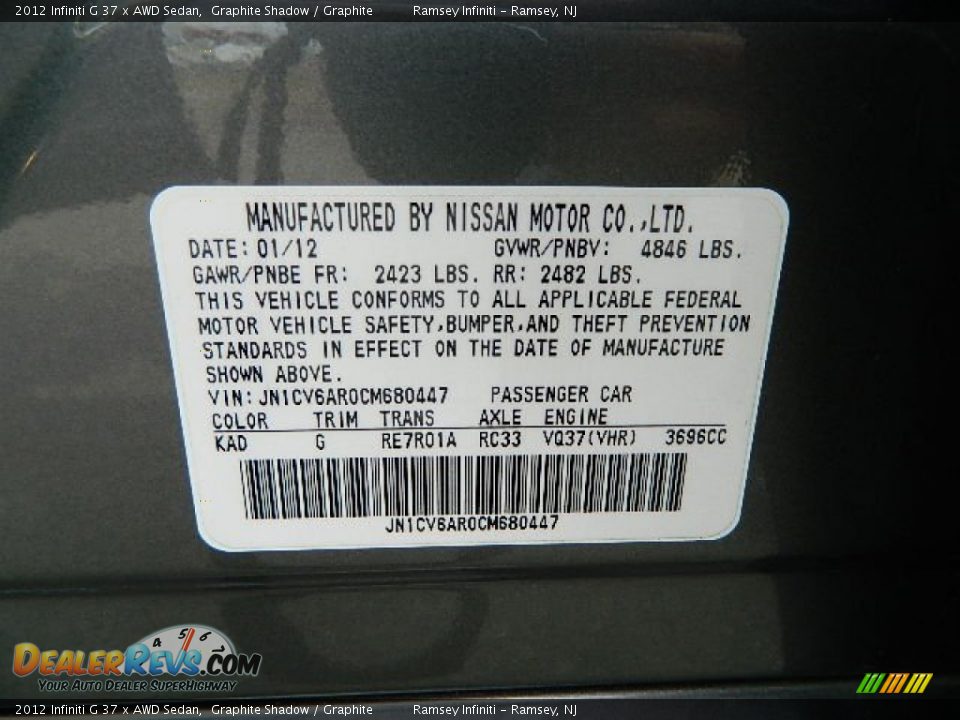 2012 Infiniti G 37 x AWD Sedan,  Graphite Shadow / Graphite Ramsey Infiniti - Ramsey, NJ
MANUFACTURED BY NISSAN MOTOR CO.,LTD.
DATE: 01/12 GVWR/PNBV: 4846 LBS.
GAWR/PNBE FR: 2423 LBS. RR: 2482 LBS.
THIS VEHICLE CONFORMS TO ALL APPLICABLE FEDERAL
MOTOR VEHICLE SAFETY,BUMPER,AND THEFT PREVENTION
STANDARDS IN EFFECT ON THE DATE OF MANUFACTURE
SHOWN ABOVE.
VIN: JN1CV6AR0CM680447 PASSENGER CAR
COLOR TRIM TRANS AXLE ENGINE
KAD G RE7R01A RC33 VQ37(VHR) 3696CC
JN1CV6AR0CM680447
4 5 6
DEALERREVS.COM
YOUR AUTO DEALER SUPERHIGHWAY
2012 Infiniti G 37 x AWD Sedan,  Graphite Shadow / Graphite Ramsey Infiniti - Ramsey, NJ